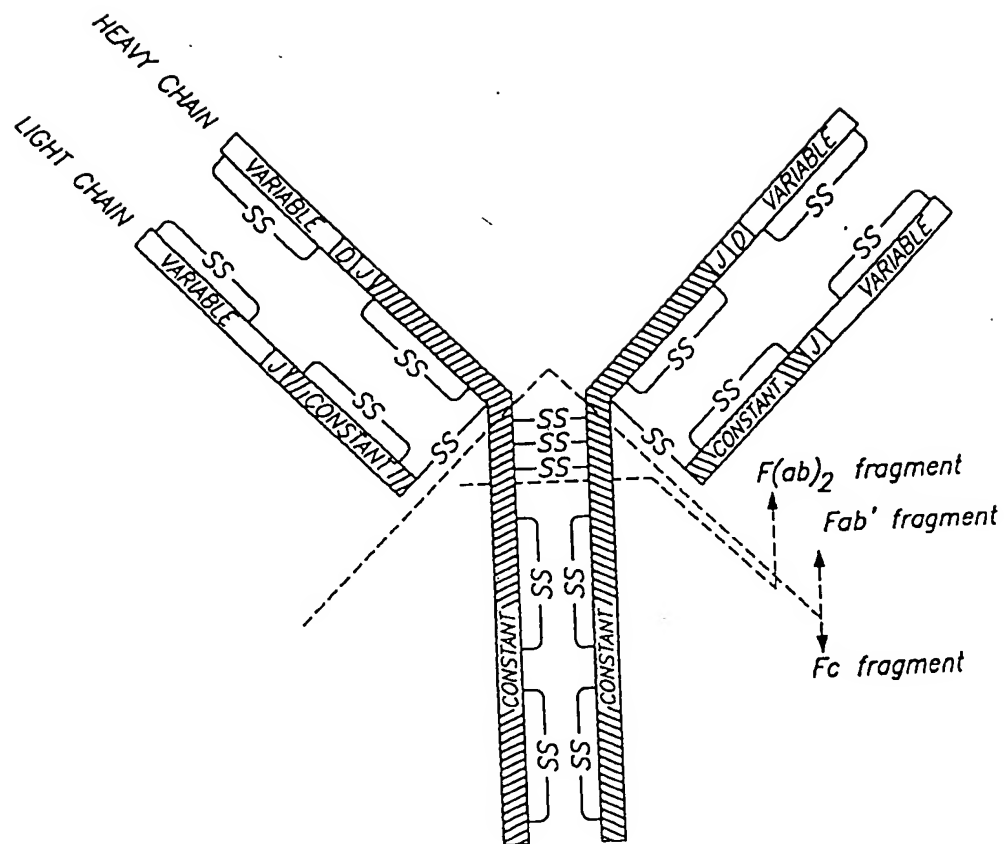 HEAVY CHAIN
LIGHT CHAIN
VARIABLE
SS
D
J
SS
VARIABLE
SS
J
CONSTANT
SS
SS
VARIABLE
SS
D
J
SS
VARIABLE
SS
J
CONSTANT
SS
SS
SS
SS
SS
F(ab)2 fragment
Fab' fragment
Fc fragment
SS
SS
CONSTANT
CONSTANT
SS
SS